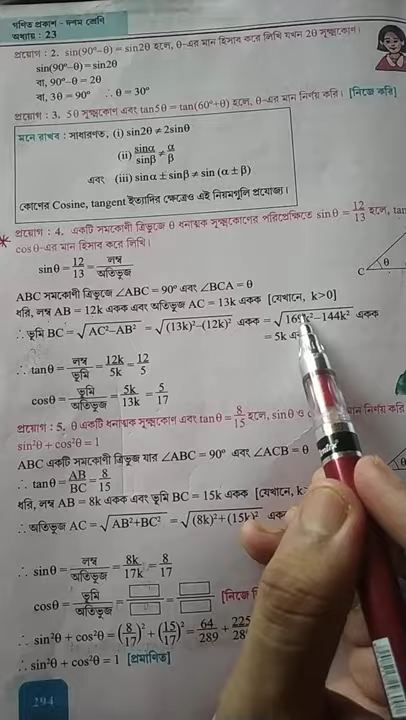 গণিত প্রকাশ - দশম শ্রেণি
অধ্যায় : 23
প্রয়োগ : 2. sin(90°–θ) = sin2θ হলে, θ-এর মান হিসাব করে লিখি যখন 2θ সূক্ষ্মকোণ।
sin(90°–θ) = sin2θ
বা, 90°–θ = 2θ
বা, 3θ = 90° ∴ θ = 30°
প্রয়োগ : 3. 5θ সূক্ষ্মকোণ এবং tan5θ = tan(60°+θ) হলে, θ-এর মান নির্ণয় করি। [নিজে করি]
মনে রাখব : সাধারণত, (i) sin2θ ≠ 2sinθ
(ii) sinα/sinβ ≠ α/β
এবং (iii) sinα ± sinβ ≠ sin (α ± β)
কোণের Cosine, tangent ইত্যাদির ক্ষেত্রেও এই নিয়মগুলি প্রযোজ্য।
প্রয়োগ : 4. একটি সমকোণী ত্রিভুজে θ ধনাত্মক সূক্ষ্মকোণের পরিপ্রেক্ষিতে sinθ = 12/13 হলে, tan
cosθ-এর মান হিসাব করে লিখি।
sinθ = 12/13 = লম্ব/অতিভুজ
ABC সমকোণী ত্রিভুজে ∠ABC = 90° এবং ∠BCA = θ
C θ
ধরি, লম্ব AB = 12k একক এবং অতিভুজ AC = 13k একক [যেখানে, k>0]
∴ ভূমি BC = √AC²–AB² = √(13k)²–(12k)² একক = √169k²–144k² একক
= 5k
∴ tanθ = লম্ব/ভূমি = 12k/5k = 12/5
cosθ = ভূমি/অতিভুজ = 5k/13k = 5/17
প্রয়োগ : 5. θ একটি ধনাত্মক সূক্ষ্মকোণ এবং tanθ = 8/15 হলে, sinθ ও মান নির্ণয় করি
sin²θ + cos²θ = 1
ABC একটি সমকোণী ত্রিভুজ যার ∠ABC = 90° এবং ∠ACB = θ
∴ tanθ = AB/BC = 8/15
ধরি, লম্ব AB = 8k একক এবং ভূমি BC = 15k একক [যেখানে,
∴ অতিভুজ AC = √AB²+BC² = √(8k)²+(15k)²
∴ sinθ = লম্ব/অতিভুজ = 8k/17k = 8/17
cosθ = ভূমি/অতিভুজ = □/□ = □/□
∴ sin²θ + cos²θ = (8/17)² + (15/17)² = 64/289 +
∴ sin²θ + cos²θ = 1 [প্রমাণিত]
294